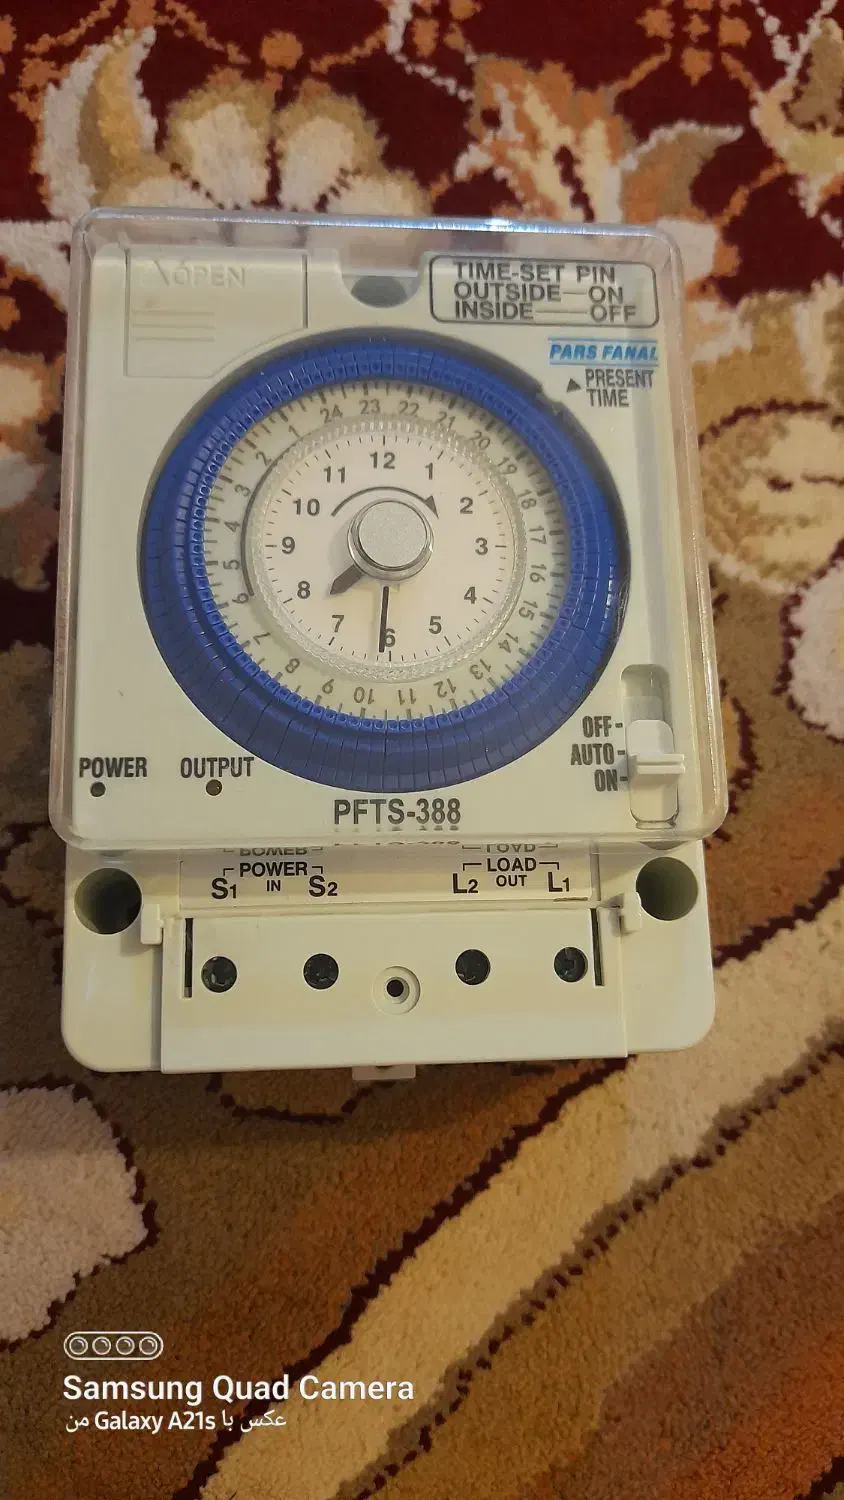 OPEN
TIME-SET PIN
OUTSIDE—ON
INSIDE——OFF
PARS FANAL
PRESENT
TIME
24 23 22 21 20 19 18 17 16 15 14 13 12 11 10 9 8 7 6 5 4 3 2 1
12 1 2 3 4 5 6 7 8 9 10 11
OFF-
AUTO-
ON-
POWER OUTPUT
PFTS-388
POWER LOAD
S1 IN S2 L2 OUT L1
Samsung Quad Camera
عکس با Galaxy A21s من